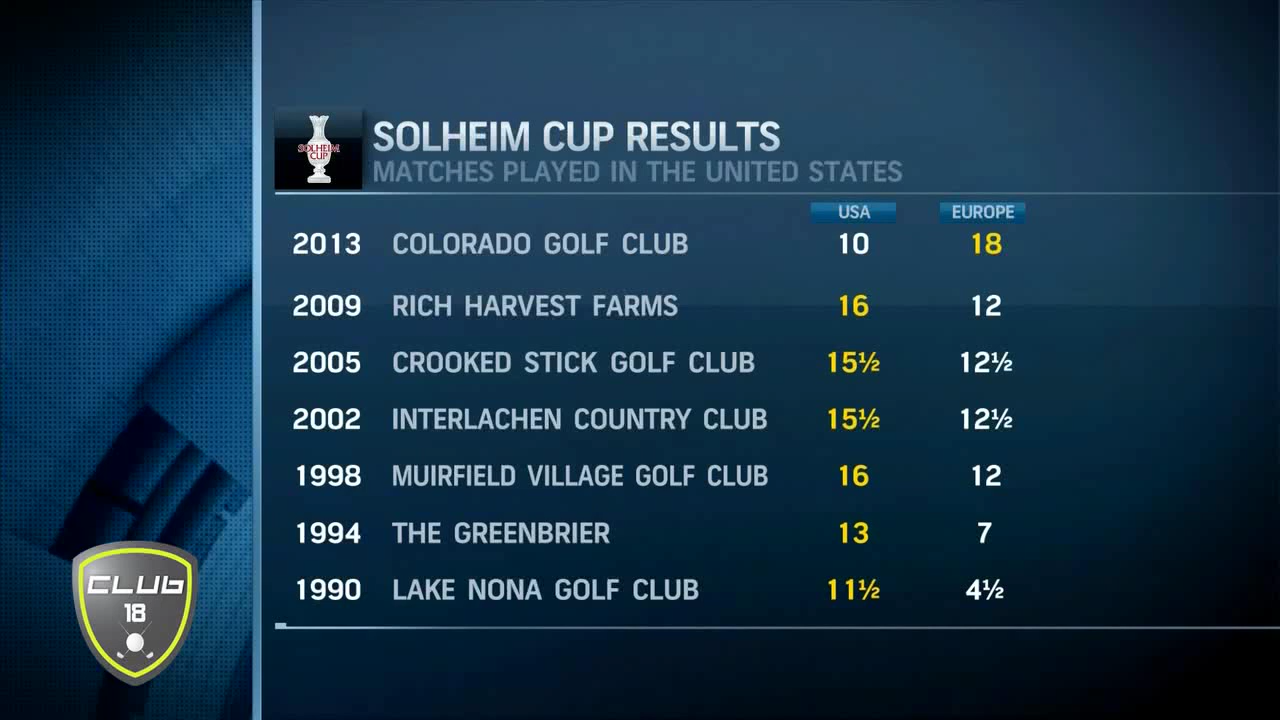 SOLHEIM CUP
SOLHEIM CUP RESULTS
MATCHES PLAYED IN THE UNITED STATES
USA EUROPE
2013 COLORADO GOLF CLUB 10 18
2009 RICH HARVEST FARMS 16 12
2005 CROOKED STICK GOLF CLUB 15½ 12½
2002 INTERLACHEN COUNTRY CLUB 15½ 12½
1998 MUIRFIELD VILLAGE GOLF CLUB 16 12
1994 THE GREENBRIER 13 7
1990 LAKE NONA GOLF CLUB 11½ 4½
CLUb
18